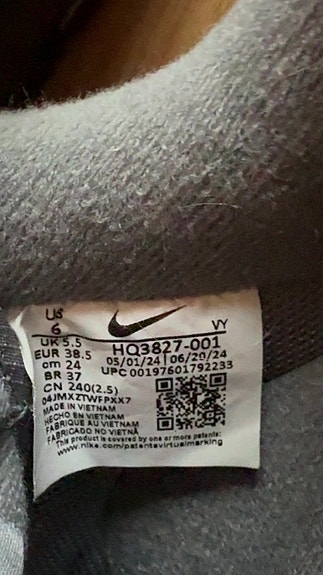 US
6
VY
UK 5.5
HQ3827-001
EUR 38.5
05/01/24 | 06/20/24
cm 24
UPC 00197601792233
BR 37
CN 240(2.5)
04JMXZTWFPXX7
MADE IN VIETNAM
HECHO EN VIETNAM
FABRIQUE AU VIETNAM
FABRICADO NO VIETNÃ
This product is covered by one or more patents:
www.nike.com/patentsvirtualmarking